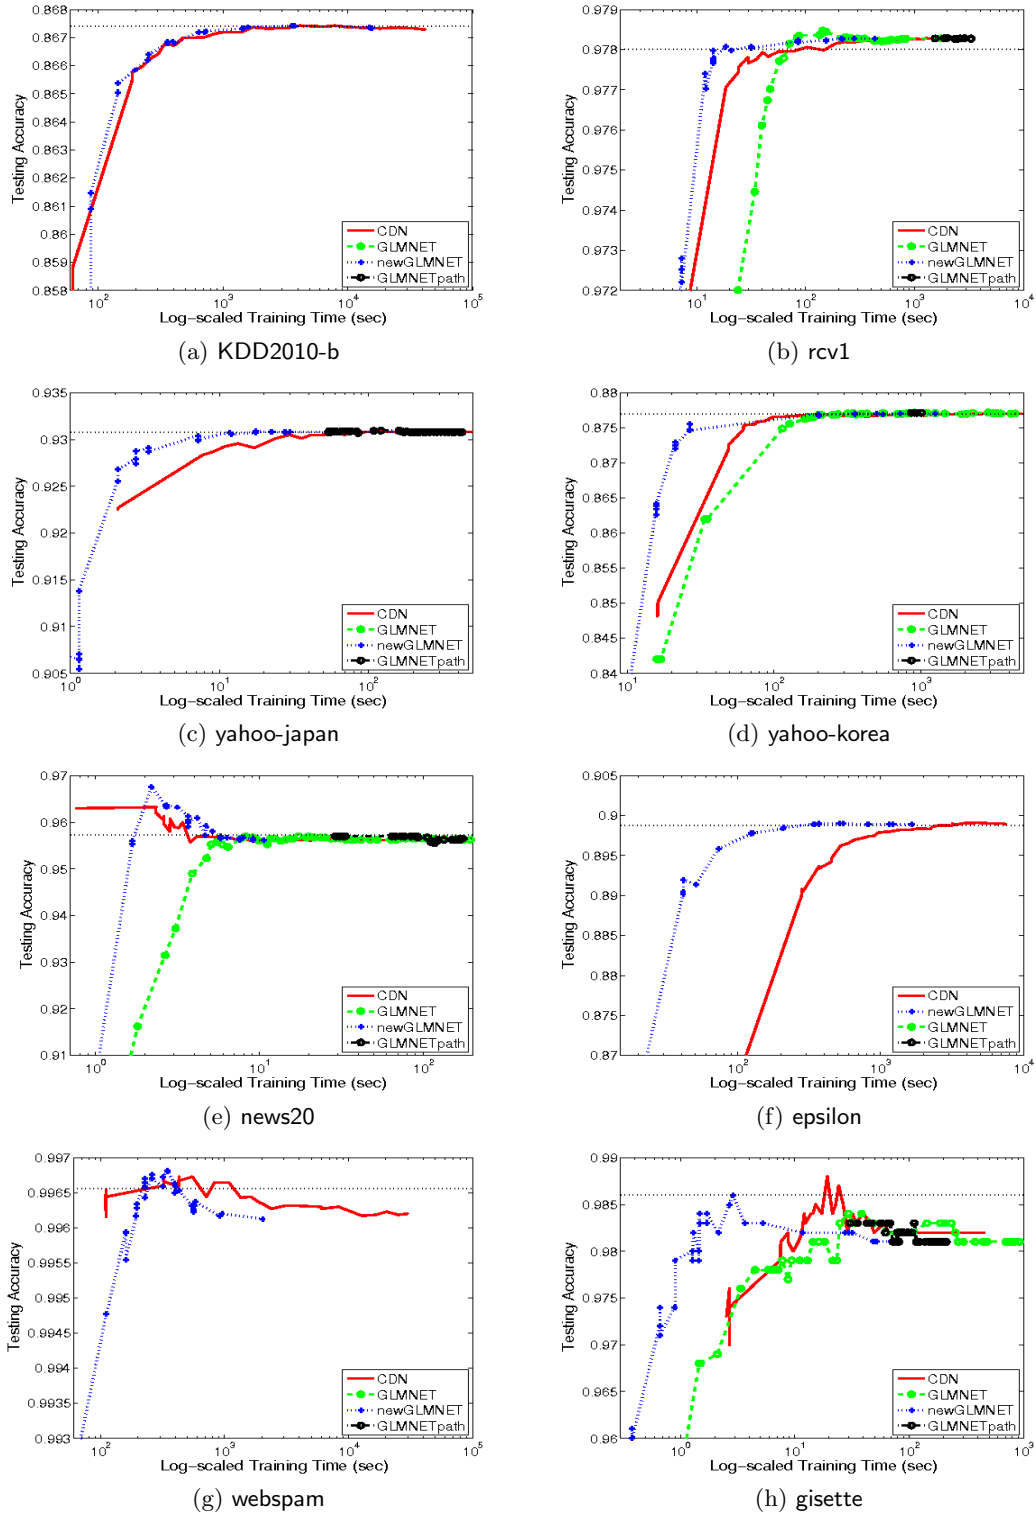 0.868
0.867
0.866
0.865
0.864
0.863
0.862
0.861
0.86
0.859
0.858
Testing Accuracy
CDN
GLMNET
newGLMNET
GLMNETpath
10^2 10^3 10^4 10^5
Log-scaled Training Time (sec)
(a) KDD2010-b
0.979
0.978
0.977
0.976
0.975
0.974
0.973
0.972
Testing Accuracy
CDN
GLMNET
newGLMNET
GLMNETpath
10^1 10^2 10^3 10^4
Log-scaled Training Time (sec)
(b) rcv1
0.935
0.93
0.925
0.92
0.915
0.91
0.905
Testing Accuracy
CDN
GLMNET
newGLMNET
GLMNETpath
10^0 10^1 10^2
Log-scaled Training Time (sec)
(c) yahoo-japan
0.88
0.875
0.87
0.865
0.86
0.855
0.85
0.845
0.84
Testing Accuracy
CDN
GLMNET
newGLMNET
GLMNETpath
10^1 10^2 10^3
Log-scaled Training Time (sec)
(d) yahoo-korea
0.97
0.96
0.95
0.94
0.93
0.92
0.91
Testing Accuracy
CDN
GLMNET
newGLMNET
GLMNETpath
10^0 10^1 10^2
Log-scaled Training Time (sec)
(e) news20
0.905
0.9
0.895
0.89
0.885
0.88
0.875
0.87
Testing Accuracy
CDN
newGLMNET
GLMNET
GLMNETpath
10^2 10^3 10^4
Log-scaled Training Time (sec)
(f) epsilon
0.997
0.9965
0.996
0.9955
0.995
0.9945
0.994
0.9935
0.993
Testing Accuracy
CDN
GLMNET
newGLMNET
GLMNETpath
10^2 10^3 10^4 10^5
Log-scaled Training Time (sec)
(g) webspam
0.99
0.985
0.98
0.975
0.97
0.965
0.96
Testing Accuracy
CDN
GLMNET
newGLMNET
GLMNETpath
10^0 10^1 10^2 10^3
Log-scaled Training Time (sec)
(h) gisette